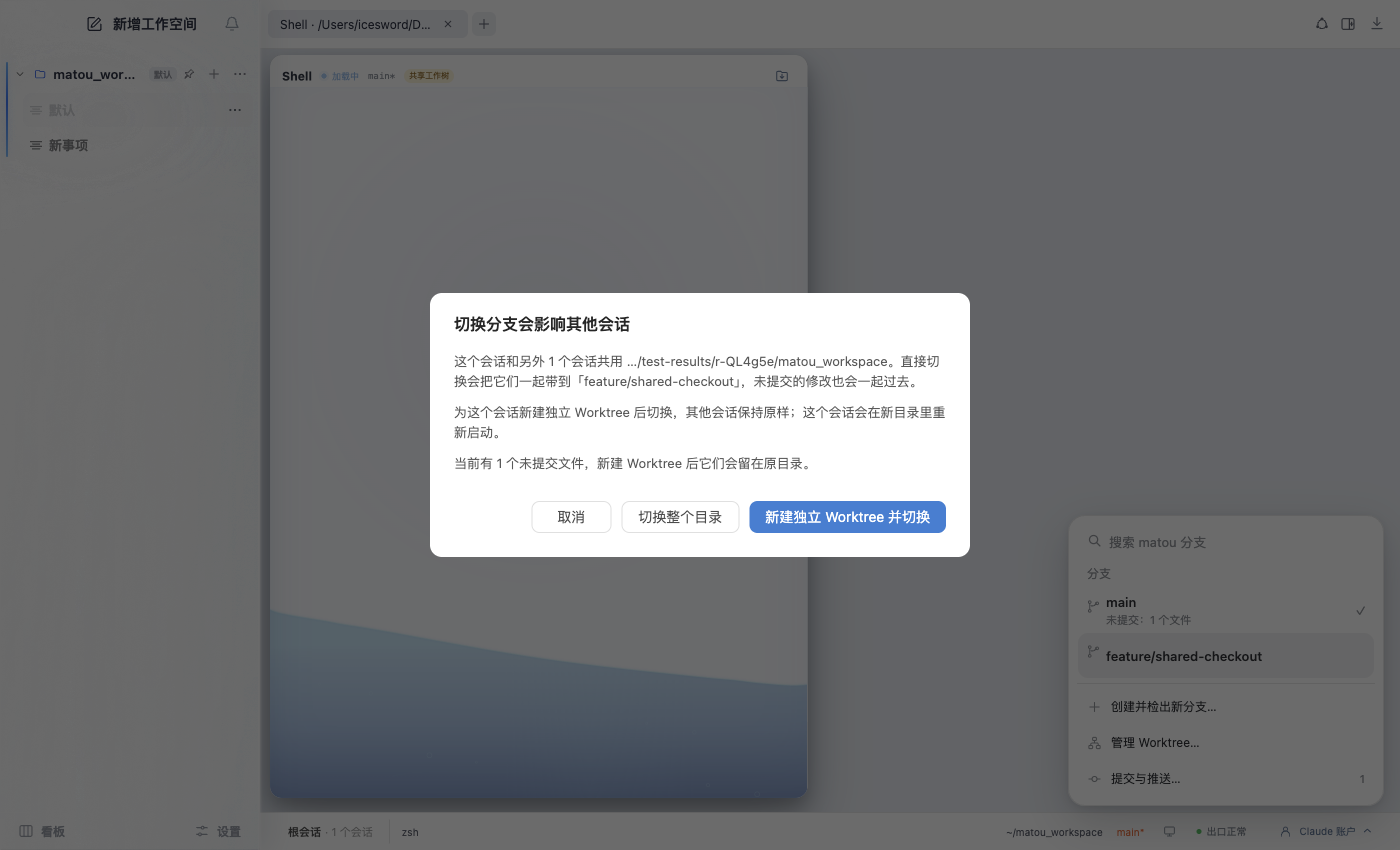 新增工作空间
Shell · /Users/icesword/D...
matou_wor...
默认
默认
新事项
Shell
加载中
main*
共享工作树
切换分支会影响其他会话
这个会话和另外 1 个会话共用 .../test-results/r-QL4g5e/matou_workspace。直接切
换会把它们一起带到「feature/shared-checkout」，未提交的修改也会一起过去。
为这个会话新建独立 Worktree 后切换，其他会话保持原样；这个会话会在新目录里重
新启动。
当前有 1 个未提交文件，新建 Worktree 后它们会留在原目录。
取消
切换整个目录
新建独立 Worktree 并切换
搜索 matou 分支
分支
main
未提交：1 个文件
feature/shared-checkout
创建并检出新分支...
管理 Worktree...
提交与推送...
1
看板
设置
根会话 · 1 个会话
zsh
~/matou_workspace
main*
出口正常
Claude 账户